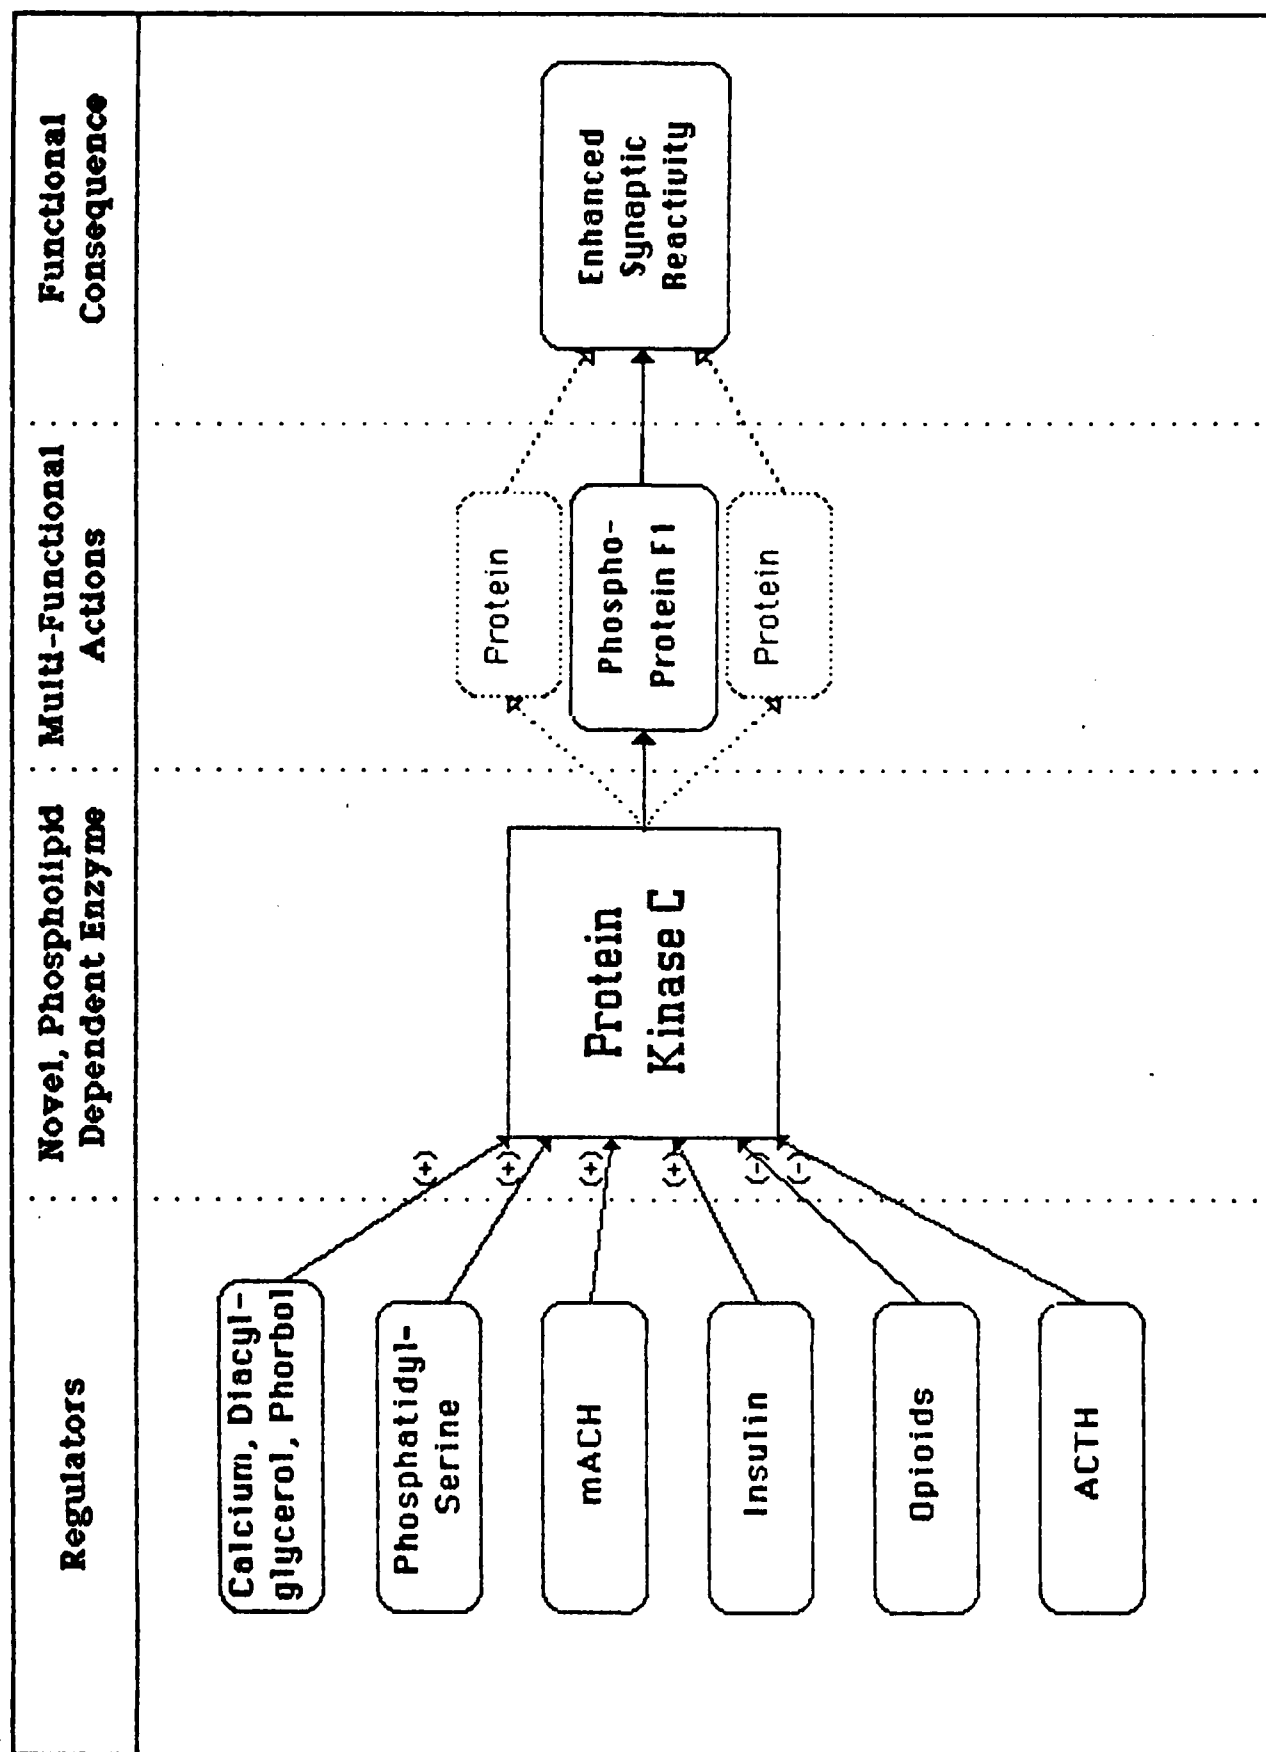 Regulators
Novel, Phospholipid
Dependent Enzyme
Multi-Functional
Actions
Functional
Consequence
Calcium, Diacyl-
glycerol, Phorbol
Phosphatidyl-
Serine
mACH
Insulin
Opioids
ACTH
(+)
(+)
(+)
(+)
(-)
(-)
Protein
Kinase C
Protein
Phospho-
Protein F1
Protein
Enhanced
Synaptic
Reactivity